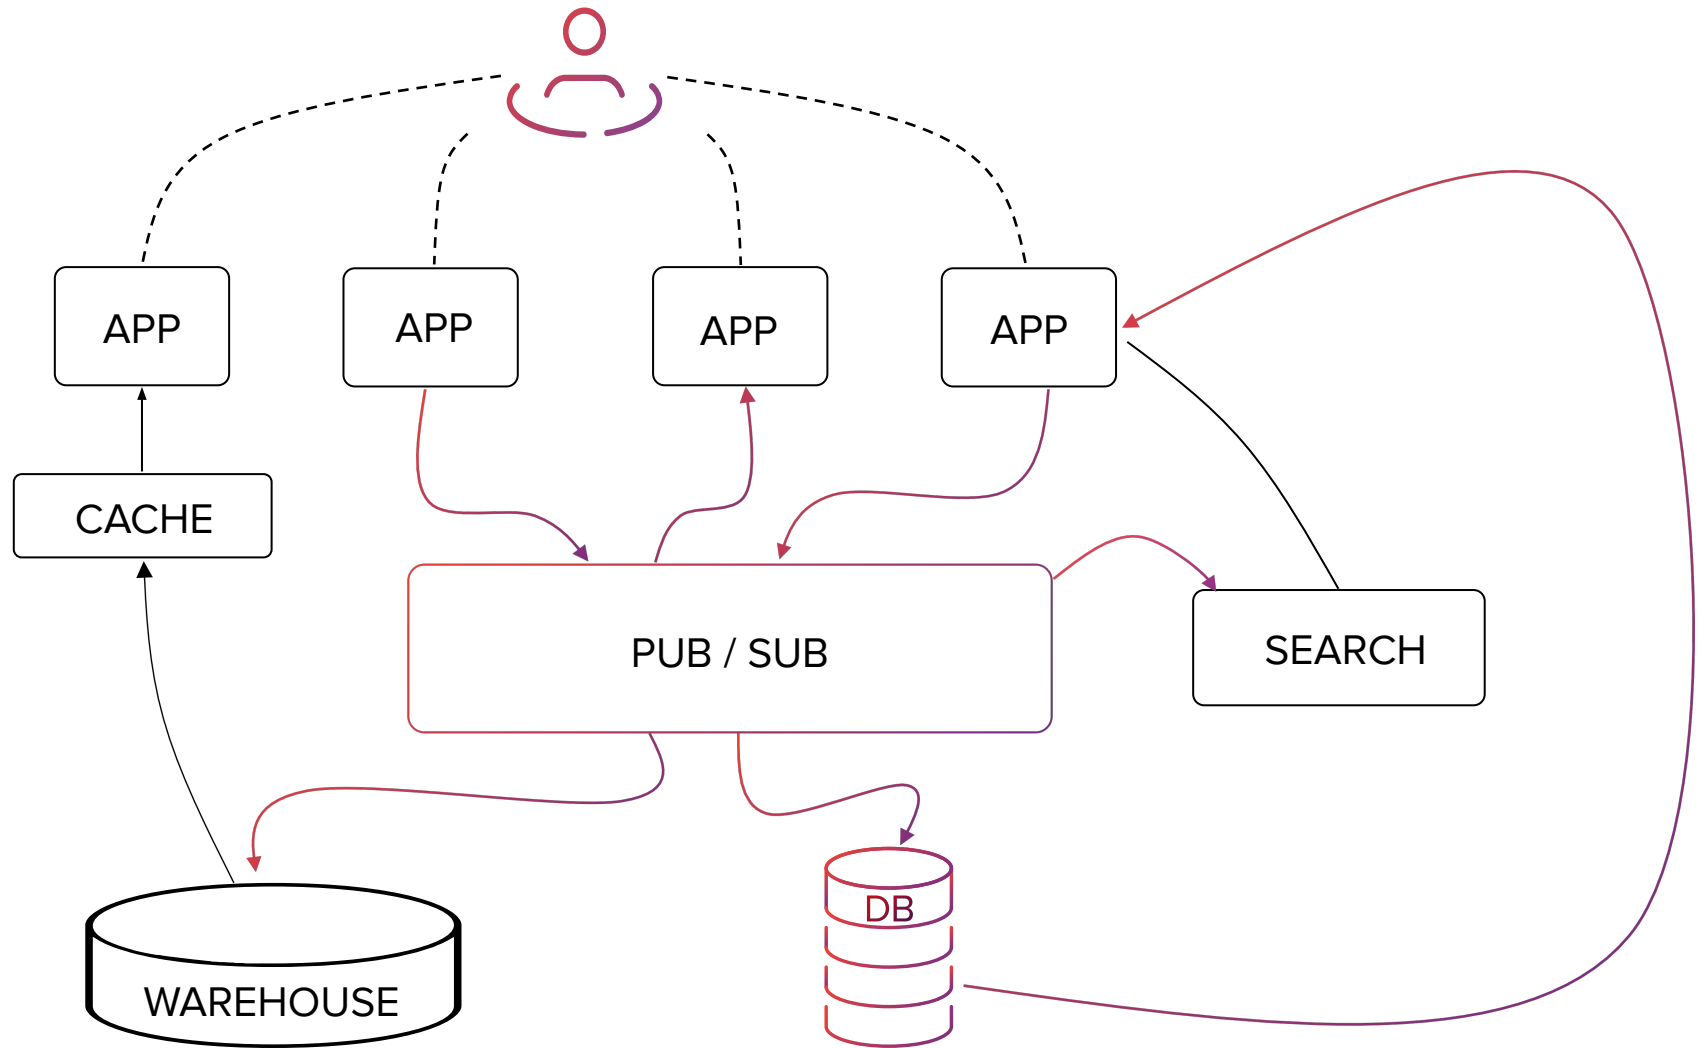 APP
APP
APP
APP
CACHE
PUB / SUB
SEARCH
DB
WAREHOUSE